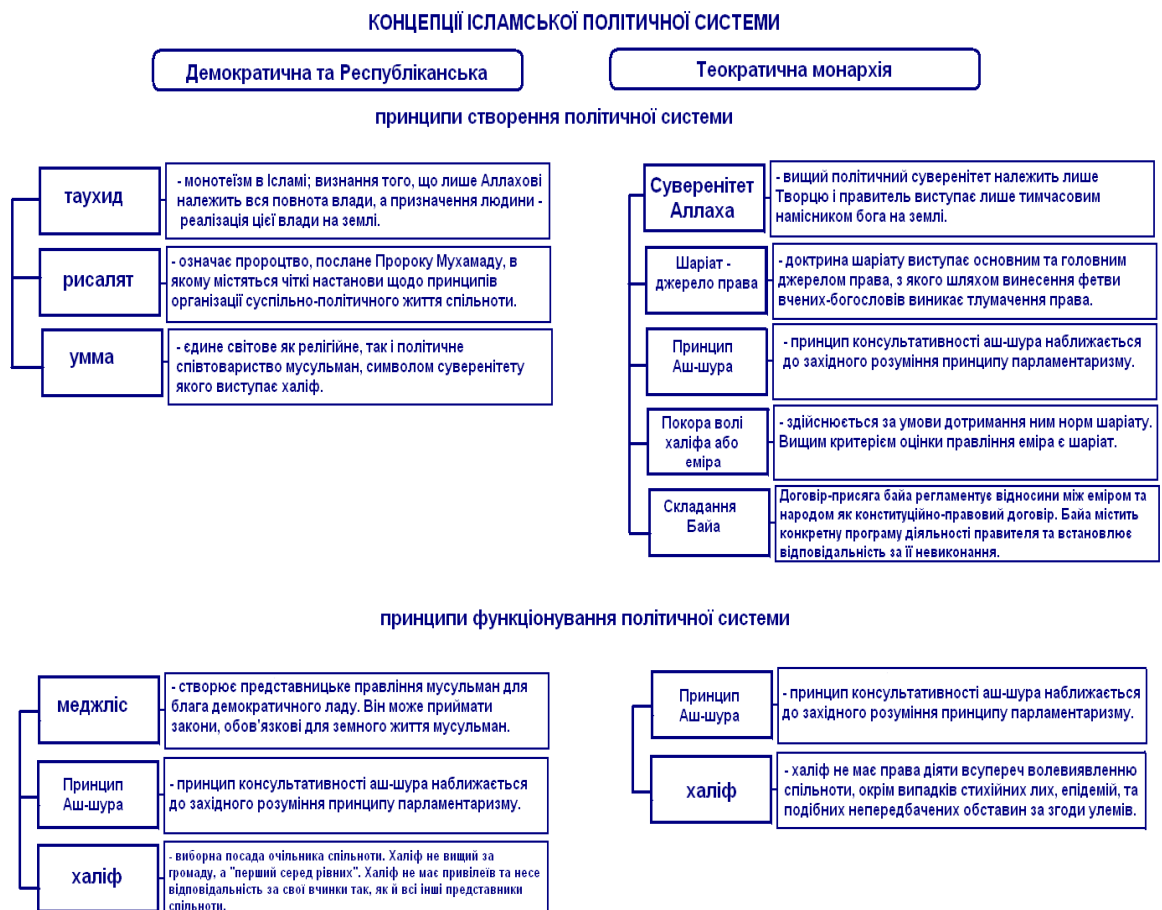 КОНЦЕПЦІЇ ІСЛАМСЬКОЇ ПОЛІТИЧНОЇ СИСТЕМИ
Демократична та Республіканська
Теократична монархія
принципи створення політичної системи
таухид
- монотеїзм в Ісламі; визнання того, що лише Аллахові
належить вся повнота влади, а призначення людини -
реалізація цієї влади на землі.
рисалят
- означає пророцтво, послане Пророку Мухамаду, в
якому містяться чіткі настанови щодо принципів
організації суспільно-політичного життя спільноти.
умма
- єдине світове як релігійне, так і політичне
співтовариство мусульман, символом суверенітету
якого виступає халіф.
Суверенітет
Аллаха
- вищий політичний суверенітет належить лише
Творцю і правитель виступає лише тимчасовим
намісником бога на землі.
Шаріат -
джерело права
- доктрина шаріату виступає основним та головним
джерелом права, з якого шляхом винесення фетви
вчених-богословів виникає тлумачення права.
Принцип
Аш-шура
- принцип консультативності аш-шура наближається
до західного розуміння принципу парламентаризму.
Покора волі
халіфа або
еміра
- здійснюється за умови дотримання ним норм шаріату.
Вищим критерієм оцінки правління еміра є шаріат.
Складання
Байа
Договір-присяга байа регламентує відносини між еміром та
народом як конституційно-правовий договір. Байа містить
конкретну програму діяльності правителя та встановлює
відповідальність за її невиконання.
принципи функціонування політичної системи
меджліс
- створює представницьке правління мусульман для
блага демократичного ладу. Він може приймати
закони, обов'язкові для земного життя мусульман.
Принцип
Аш-шура
- принцип консультативності аш-шура наближається
до західного розуміння принципу парламентаризму.
халіф
- виборна посада очільника спільноти. Халіф не вищий за
громаду, а "перший серед рівних". Халіф не має привілеїв та несе
відповідальність за свої вчинки так, як й всі інші представники
спільноти.
Принцип
Аш-шура
- принцип консультативності аш-шура наближається
до західного розуміння принципу парламентаризму.
халіф
- халіф не має права діяти всупереч волевиявленню
спільноти, окрім випадків стихійних лих, епідемій, та
подібних непередбачених обставин за згоди улемів.